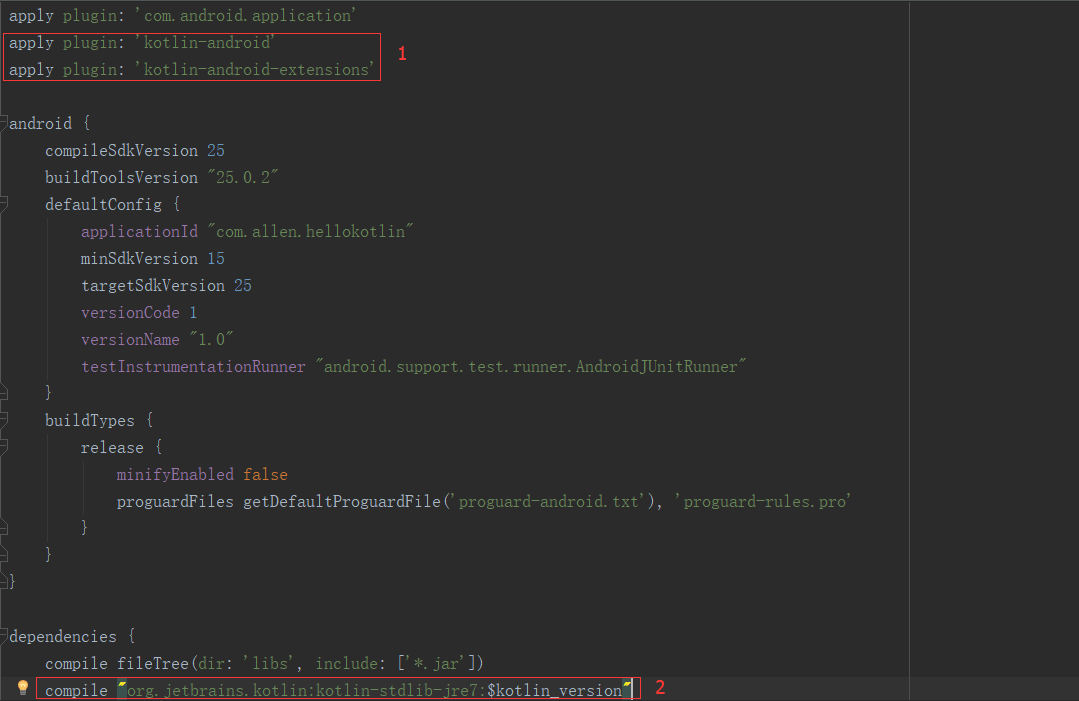 apply plugin: 'com.android.application'
apply plugin: 'kotlin-android'
apply plugin: 'kotlin-android-extensions'
1
android {
    compileSdkVersion 25
    buildToolsVersion "25.0.2"
    defaultConfig {
        applicationId "com.allen.hellokotlin"
        minSdkVersion 15
        targetSdkVersion 25
        versionCode 1
        versionName "1.0"
        testInstrumentationRunner "android.support.test.runner.AndroidJUnitRunner"
    }
    buildTypes {
        release {
            minifyEnabled false
            proguardFiles getDefaultProguardFile('proguard-android.txt'), 'proguard-rules.pro'
        }
    }
}
dependencies {
    compile fileTree(dir: 'libs', include: ['*.jar'])
    compile "org.jetbrains.kotlin:kotlin-stdlib-jre7:$kotlin_version"
2